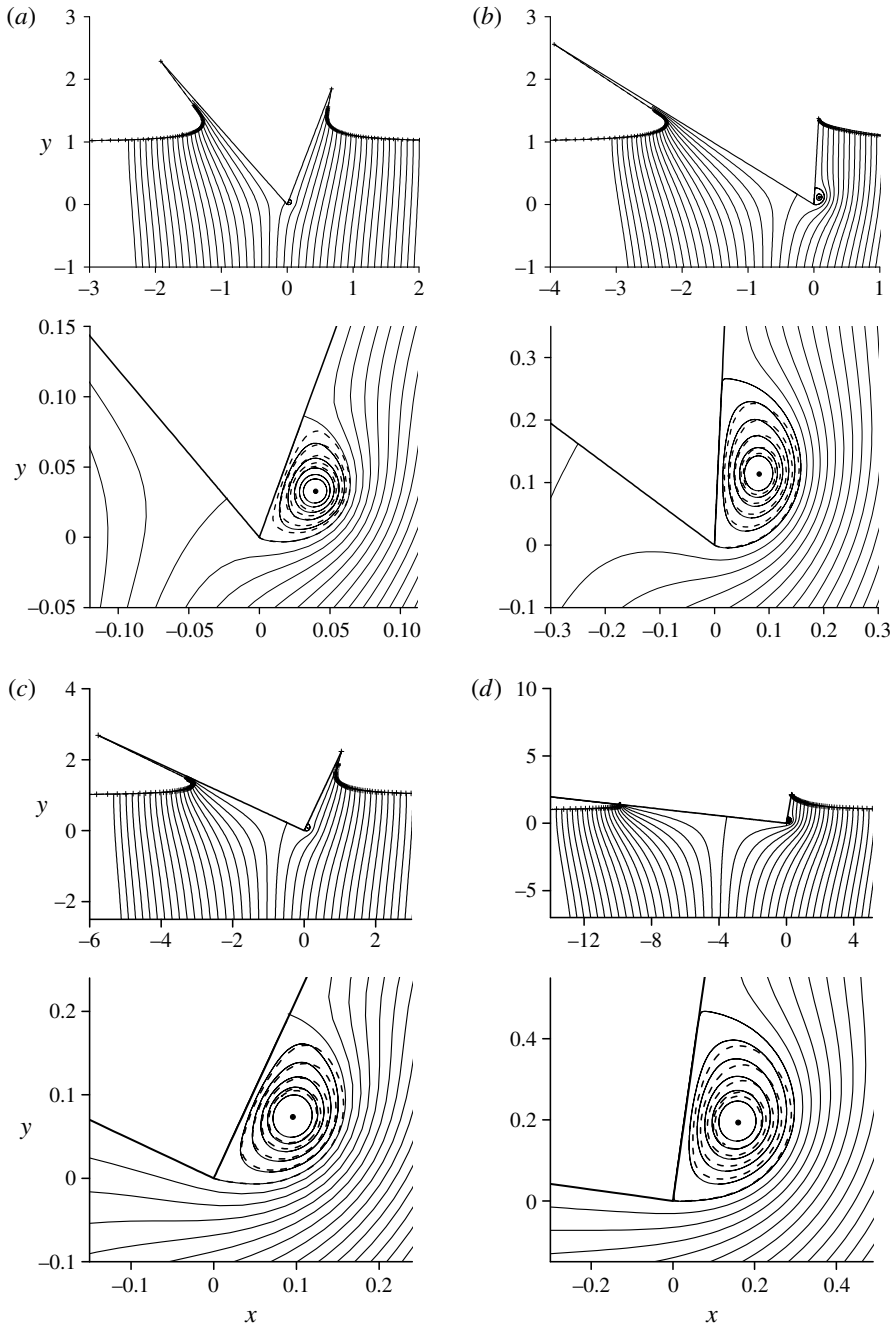 (a)
3
2
y
1
0
–1
–3 –2 –1 0 1 2
(b)
3
2
1
0
–1
–4 –3 –2 –1 0 1
0.15
0.10
y 0.05
0
–0.05
–0.10 –0.05 0 0.05 0.10
0.3
0.2
0.1
0
–0.1
–0.3 –0.2 –0.1 0 0.1 0.2 0.3
(c)
4
2
y
0
–2
–6 –4 –2 0 2
(d)
10
5
0
–5
–12 –8 –4 0 4
0.2
0.1
y
0
–0.1
–0.1 0 0.1 0.2
x
0.4
0.2
0
–0.2 0 0.2 0.4
x